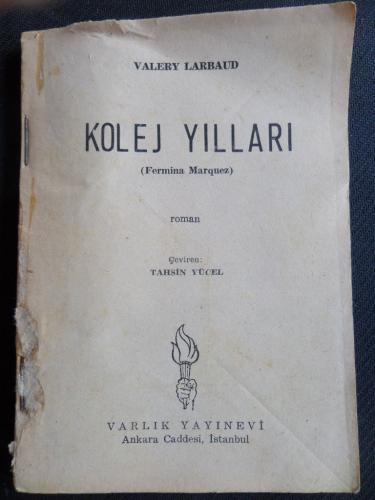 VALERY LARBAUD
KOLEJ YILLARI
(Fermina Marquez)
roman
Çeviren:
TAHSİN YÜCEL
VARLIK YAYINEVİ
Ankara Caddesi, İstanbul